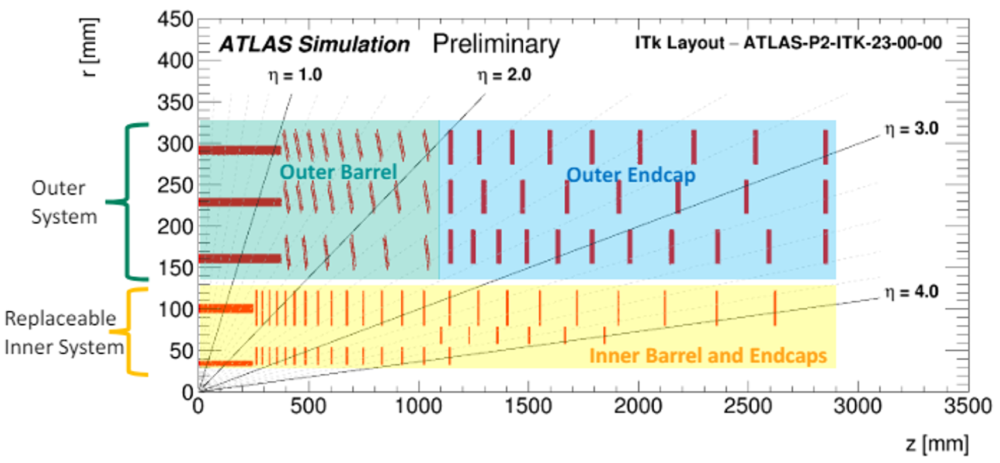 r [mm]
450
400
350
300
250
200
150
100
50
0
ATLAS Simulation Preliminary
ITk Layout – ATLAS-P2-ITK-23-00-00
η = 1.0
η = 2.0
η = 3.0
η = 4.0
Outer Barrel
Outer Endcap
Inner Barrel and Endcaps
Outer
System
Replaceable
Inner System
0 500 1000 1500 2000 2500 3000 3500
z [mm]